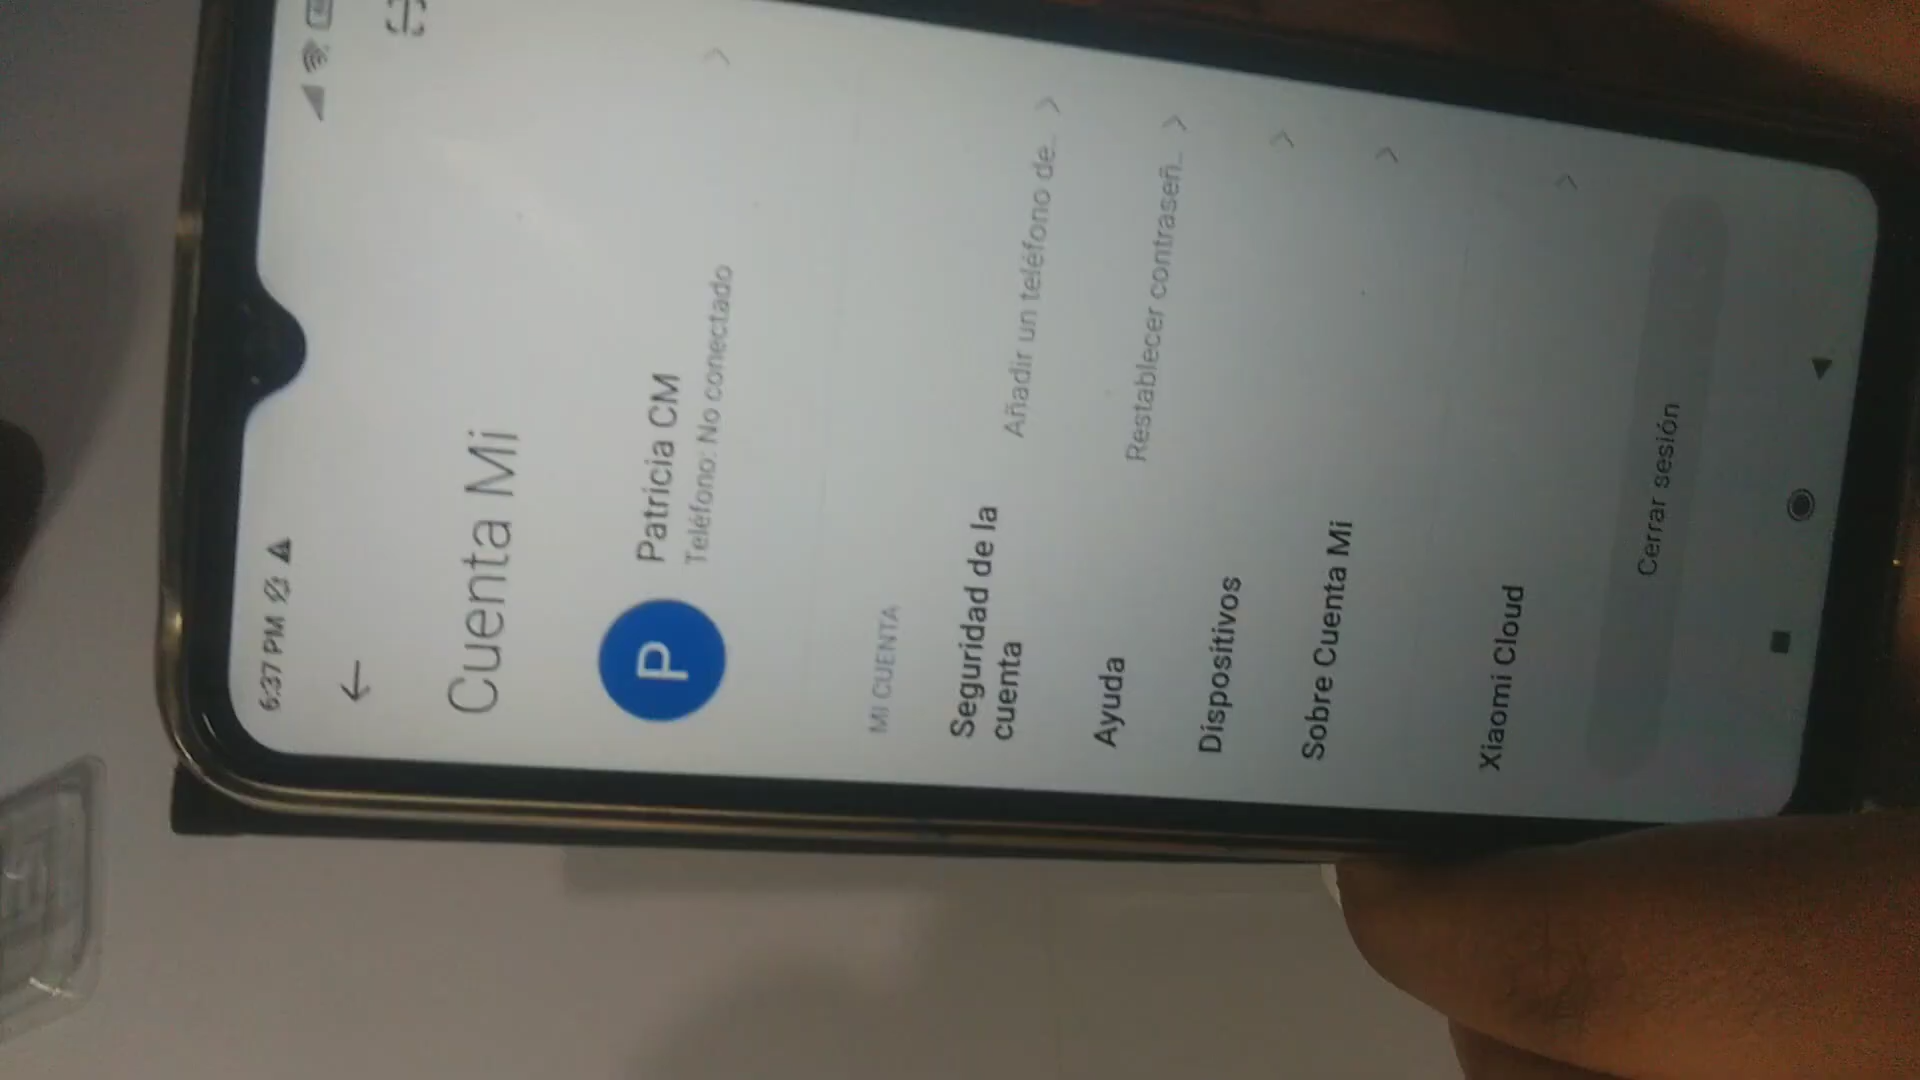 6:37 PM
Cuenta Mi
P
Patricia CM
Teléfono: No conectado
MI CUENTA
Seguridad de la
cuenta
Añadir un teléfono de...
Ayuda
Restablecer contraseñ...
Dispositivos
Sobre Cuenta Mi
Xiaomi Cloud
Cerrar sesión